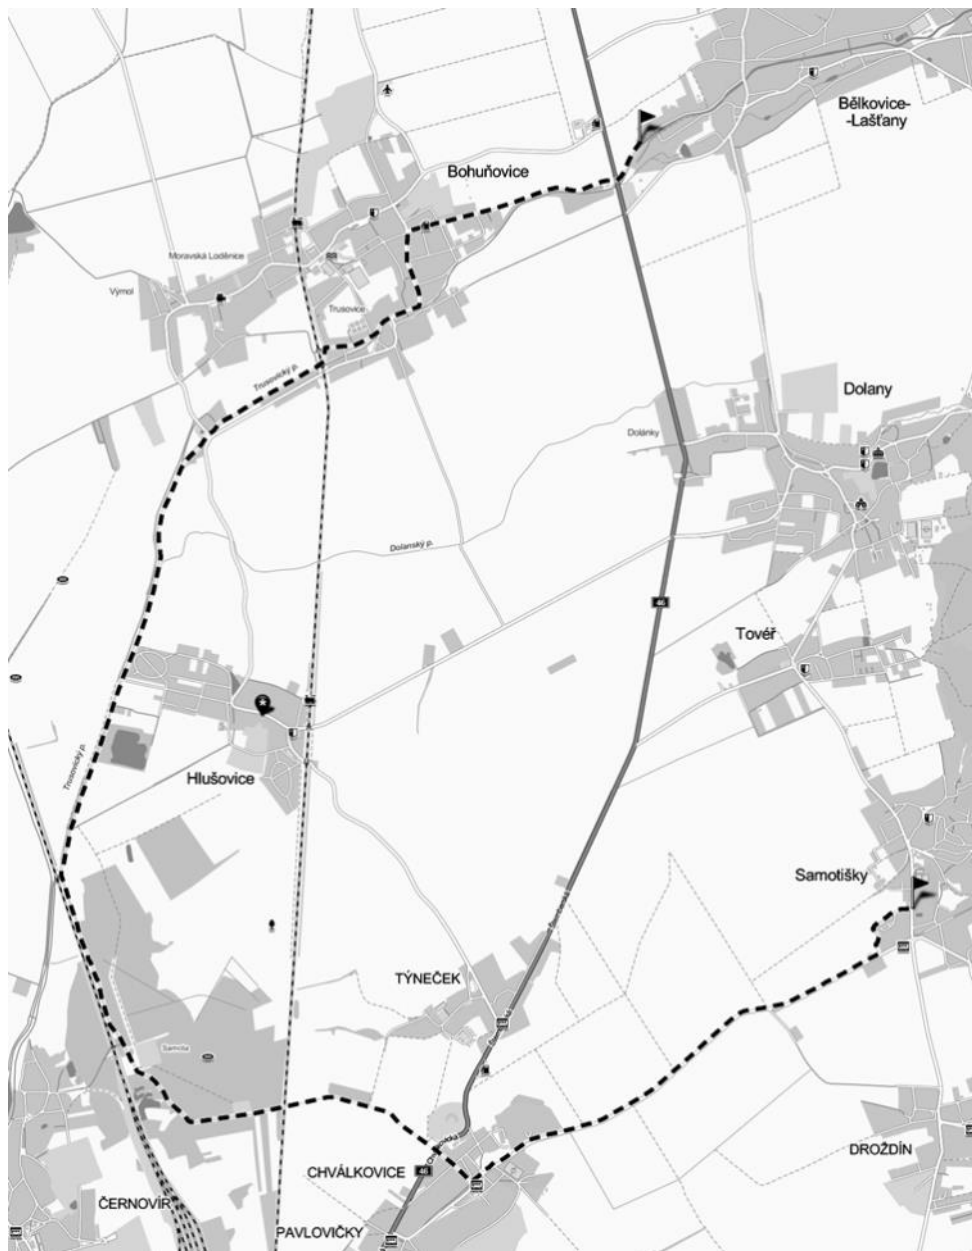 Bělkovice-
-Lašťany
Bohuňovice
Moravská Loděnice
Výmol
Trusovice
Trusovický p.
Dolany
Dolánky
Dolanský p.
46
Tovéř
Trusovický p.
Hlušovice
Samotišky
TÝNEČEK
Samota
DROŽDÍN
CHVÁLKOVICE
46
ČERNOVÍR
PAVLOVIČKY